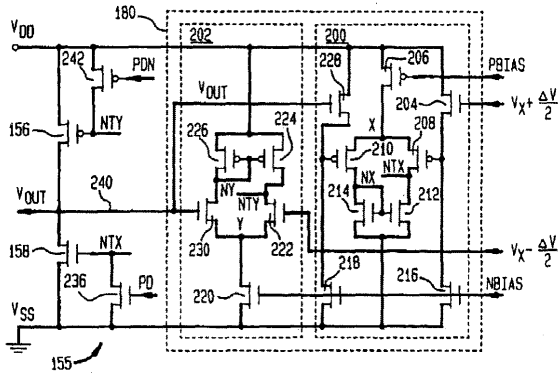 180
V_DD
202
200
242
PDN
228
206
PBIAS
V_OUT
204
V_X + ΔV/2
156
NTY
226
224
X
210
208
NTX
NY
NX
V_OUT
240
NTY
214
212
158
NTX
230
Y
222
V_X − ΔV/2
236
PD
220
218
216
NBIAS
V_SS
155